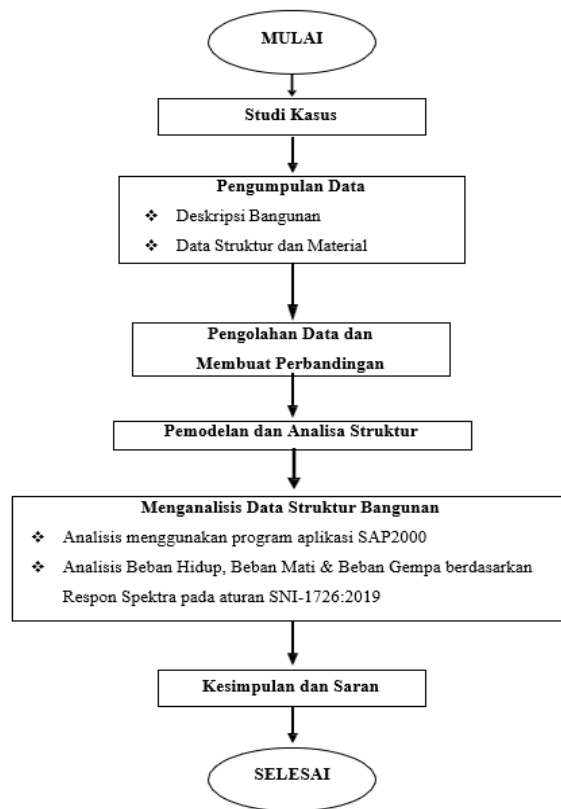 MULAI
Studi Kasus
Pengumpulan Data
❖ Deskripsi Bangunan
❖ Data Struktur dan Material
Pengolahan Data dan
Membuat Perbandingan
Pemodelan dan Analisa Struktur
Menganalisis Data Struktur Bangunan
❖ Analisis menggunakan program aplikasi SAP2000
❖ Analisis Beban Hidup, Beban Mati & Beban Gempa berdasarkan
Respon Spektra pada aturan SNI-1726:2019
Kesimpulan dan Saran
SELESAI